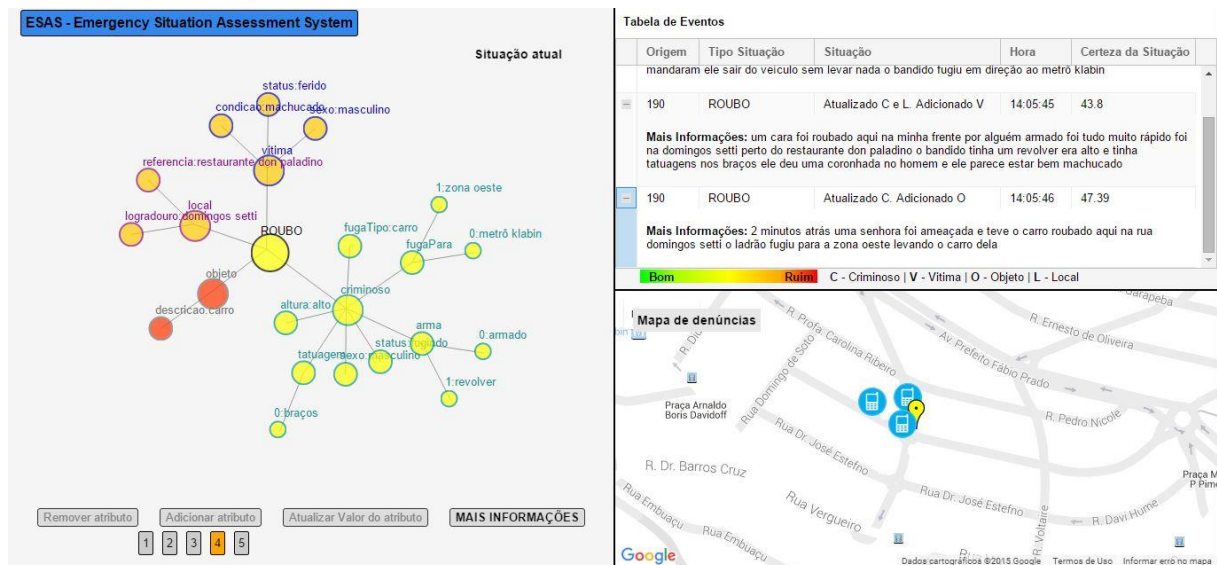 ESAS - Emergency Situation Assessment System
Situação atual
status:ferido
condicao:machucado
sexo:masculino
vitima
referencia:restaurante don paladino
local
logradouro:domingos setti
ROUBO
objeto
descricao:carro
1:zona oeste
fugaTipo:carro
fugaPara
0:metrô klabin
criminoso
altura:alto
arma
0:armado
tatuagem
sexo:masculino
1:revolver
0:braços
Remover atributo
Adicionar atributo
Atualizar Valor do atributo
MAIS INFORMAÇÕES
1 2 3 4 5
Tabela de Eventos
Origem Tipo Situação Situação Hora Certeza da Situação
mandaram ele sair do veículo sem levar nada o bandido fugiu em direção ao metrô klabin
190 ROUBO Atualizado C e L. Adicionado V 14:05:45 43.8
Mais Informações: um cara foi roubado aqui na minha frente por alguém armado foi tudo muito rápido foi
na domingos setti perto do restaurante don paladino o bandido tinha um revolver era alto e tinha
tatuagens nos braços ele deu uma coronhada no homem e ele parece estar bem machucado
190 ROUBO Atualizado C. Adicionado O 14:05:46 47.39
Mais Informações: 2 minutos atrás uma senhora foi ameaçada e teve o carro roubado aqui na rua
domingos setti o ladrão fugiu para a zona oeste levando o carro dela
Bom Ruim C - Criminoso | V - Vitima | O - Objeto | L - Local
Mapa de denúncias
R. Profa. Carolina Ribeiro
Av. Prefeito Fábio Prado
R. Ernesto de Oliveira
Rua Domingo de Soto
Praça Arnaldo
Boris Davidoff
R. Pedro Nicole
Rua Dr. José Estefno
R. Dr. Barros Cruz
Rua Embuaçu
Rua Vergueiro
Rua Dr. José Estefno
R. Voltaire
R. Davi Hume
Praça M
P Pime
Rua Embuaçu
Google
Dados cartográficos ©2015 Google Termos de Uso Informar erro no mapa